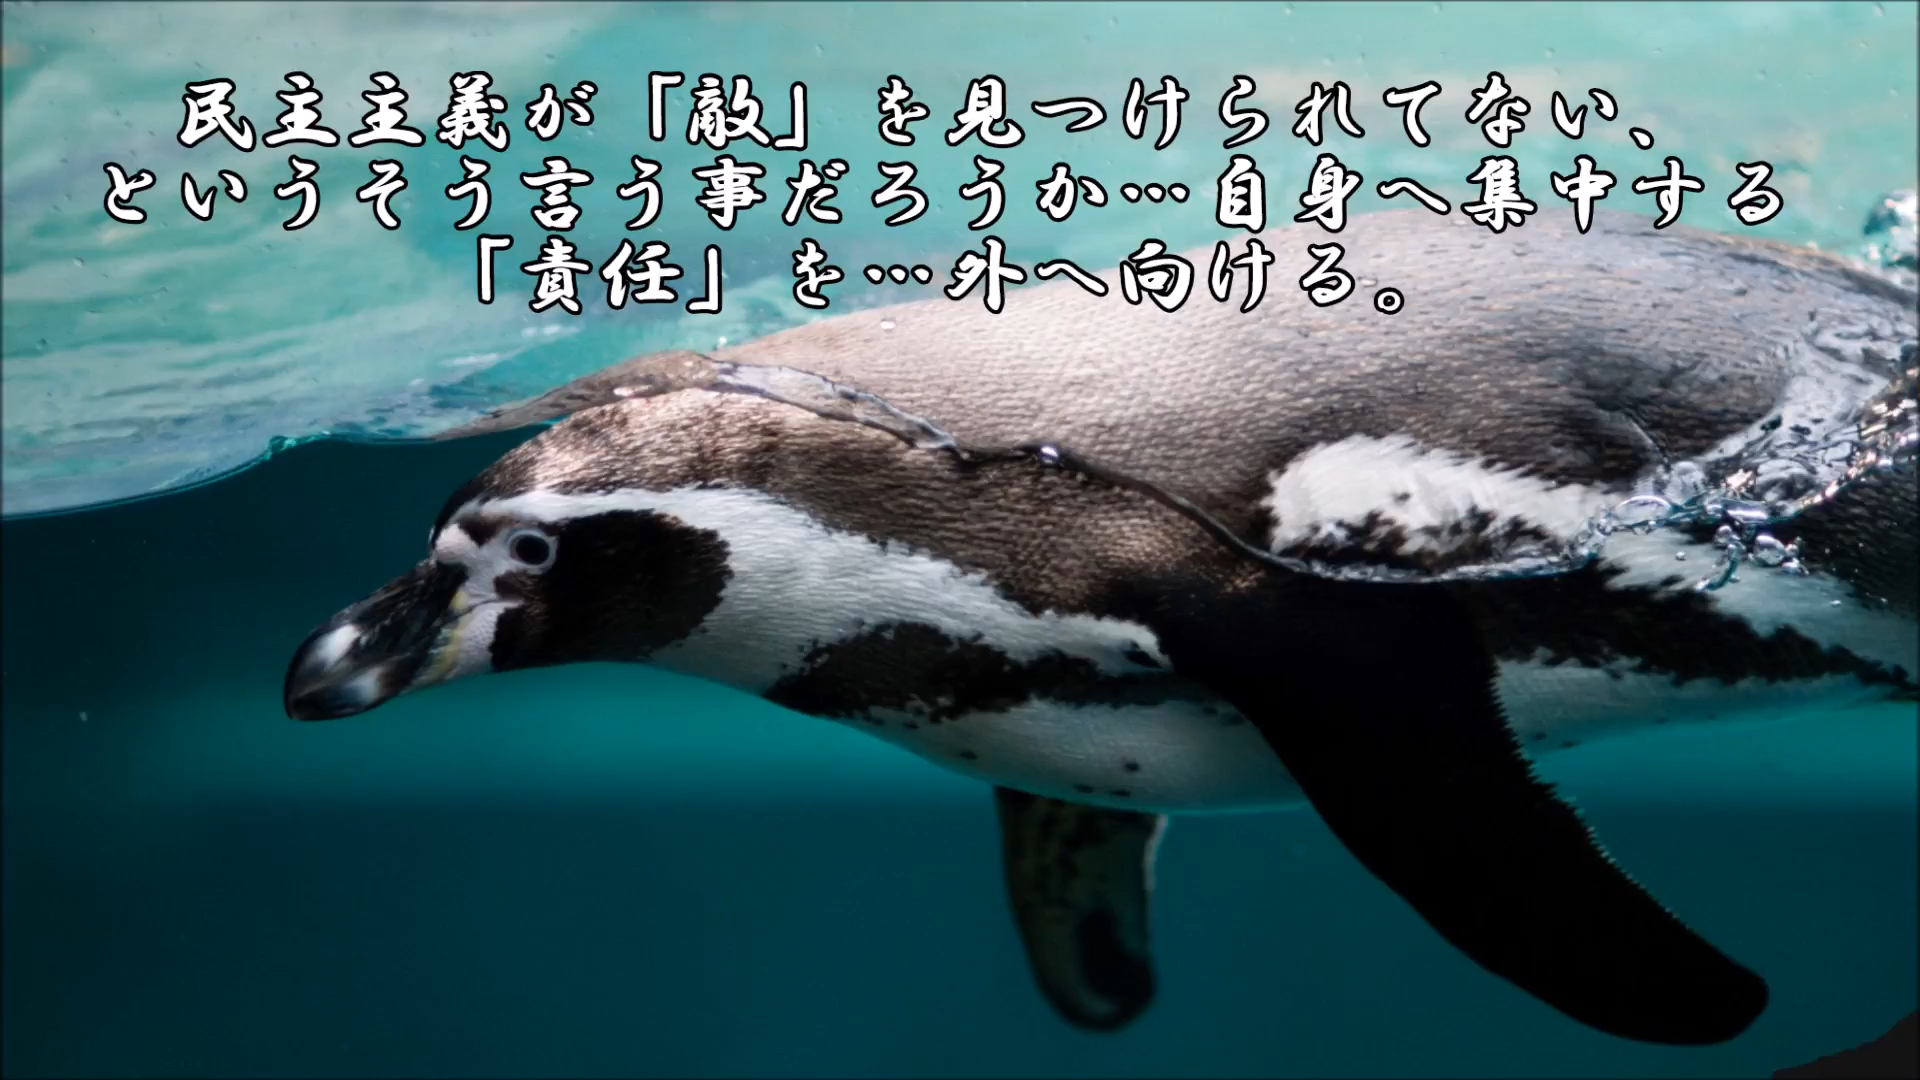 民主主義が「敵」を見つけられてない、
というそう言う事だろうか…自身へ集中する
「責任」を…外へ向ける。